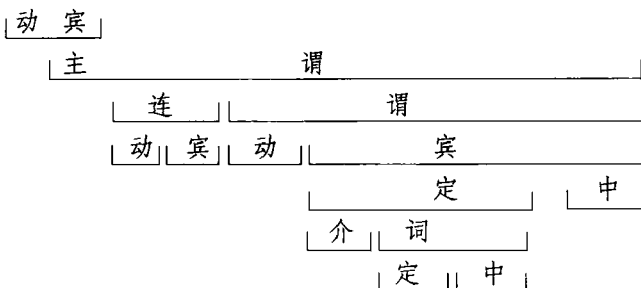 动 宾
主 谓
连 谓
动 宾 动 宾
定 中
介 词
定 中